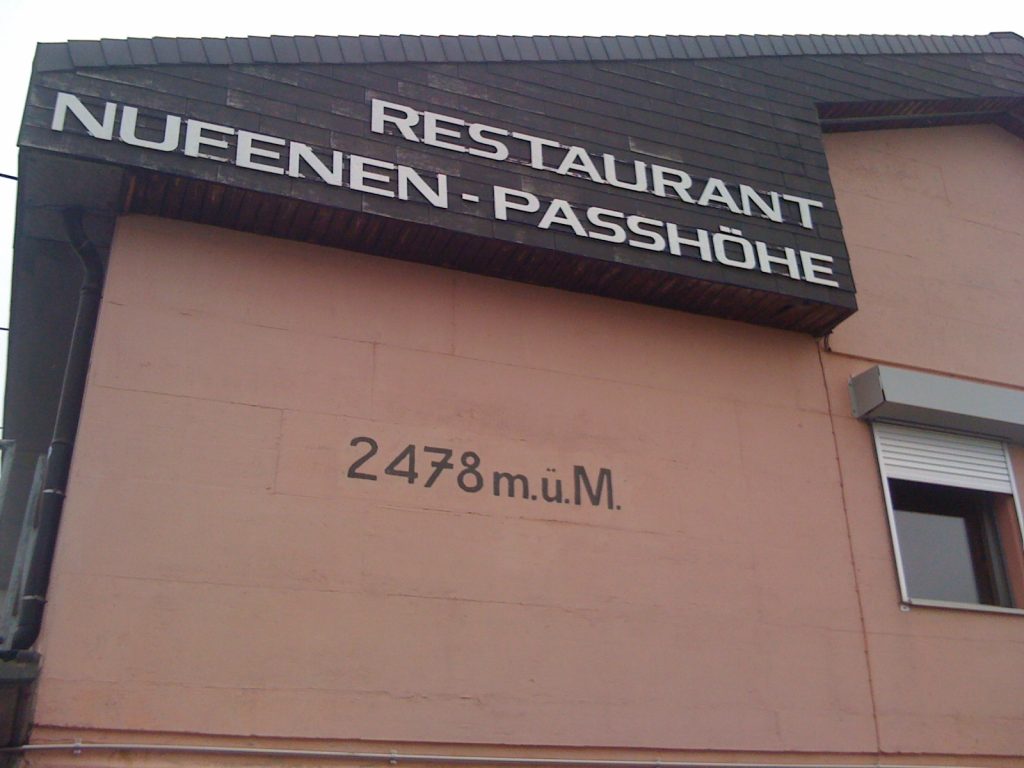 RESTAURANT
NUFENEN-PASSHÖHE
2478 m.ü.M.